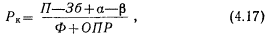 Pк = (П—Зб+α—β)/(Ф+ОПР) , (4.17)